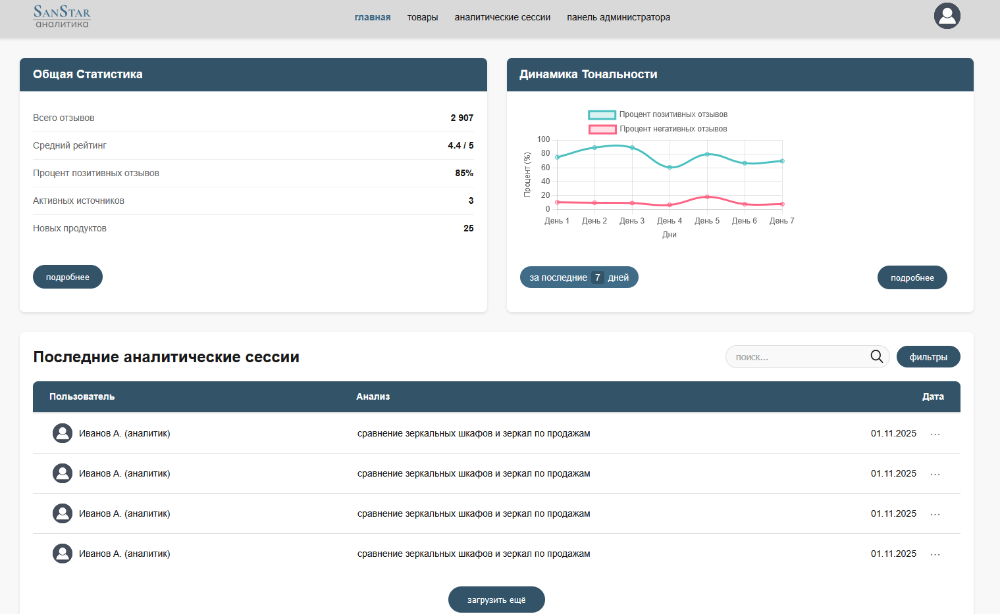 SanStar
аналитика
главная товары аналитические сессии панель администратора
Общая Статистика
Всего отзывов 2 907
Средний рейтинг 4.4 / 5
Процент позитивных отзывов 85%
Активных источников 3
Новых продуктов 25
подробнее
Динамика Тональности
Процент позитивных отзывов
Процент негативных отзывов
Процент (%)
100
80
60
40
20
0
День 1 День 2 День 3 День 4 День 5 День 6 День 7
Дни
за последние 7 дней
подробнее
Последние аналитические сессии
поиск...
фильтры
Пользователь Анализ Дата
Иванов А. (аналитик) сравнение зеркальных шкафов и зеркал по продажам 01.11.2025 ...
Иванов А. (аналитик) сравнение зеркальных шкафов и зеркал по продажам 01.11.2025 ...
Иванов А. (аналитик) сравнение зеркальных шкафов и зеркал по продажам 01.11.2025 ...
Иванов А. (аналитик) сравнение зеркальных шкафов и зеркал по продажам 01.11.2025 ...
загрузить ещё